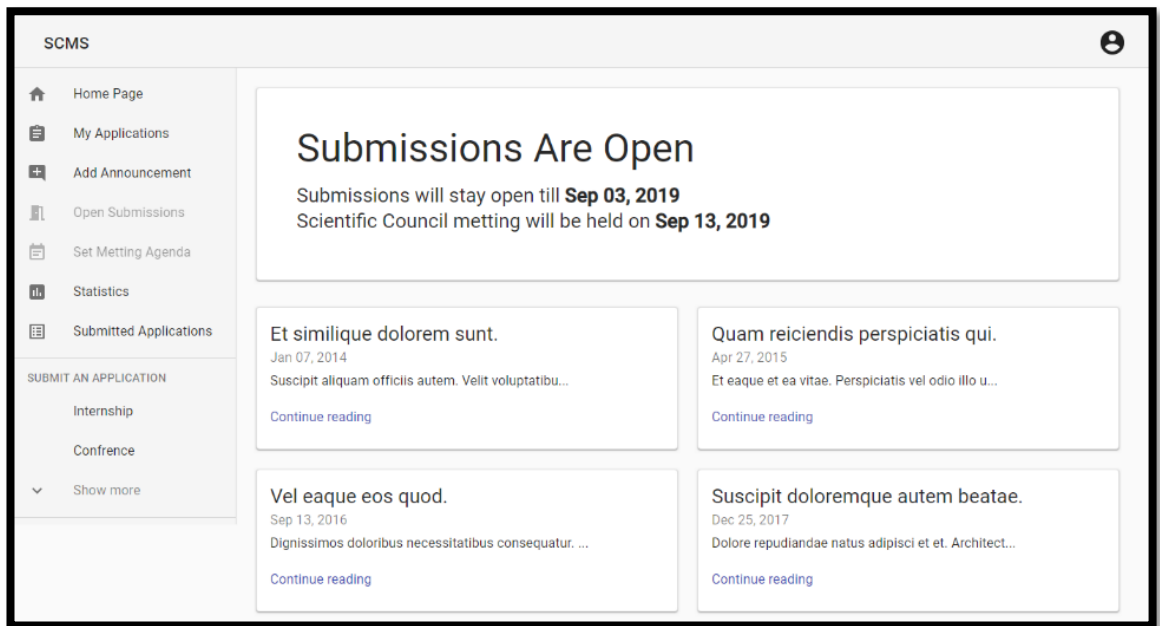 SCMS
Home Page
My Applications
Add Announcement
Open Submissions
Set Metting Agenda
Statistics
Submitted Applications
SUBMIT AN APPLICATION
Internship
Confrence
Show more
Submissions Are Open
Submissions will stay open till Sep 03, 2019
Scientific Council metting will be held on Sep 13, 2019
Et similique dolorem sunt.
Jan 07, 2014
Suscipit aliquam officiis autem. Velit voluptatibu...
Continue reading
Quam reiciendis perspiciatis qui.
Apr 27, 2015
Et eaque et ea vitae. Perspiciatis vel odio illo u...
Continue reading
Vel eaque eos quod.
Sep 13, 2016
Dignissimos doloribus necessitatibus consequatur. ...
Continue reading
Suscipit doloremque autem beatae.
Dec 25, 2017
Dolore repudiandae natus adipisci et et. Architect...
Continue reading